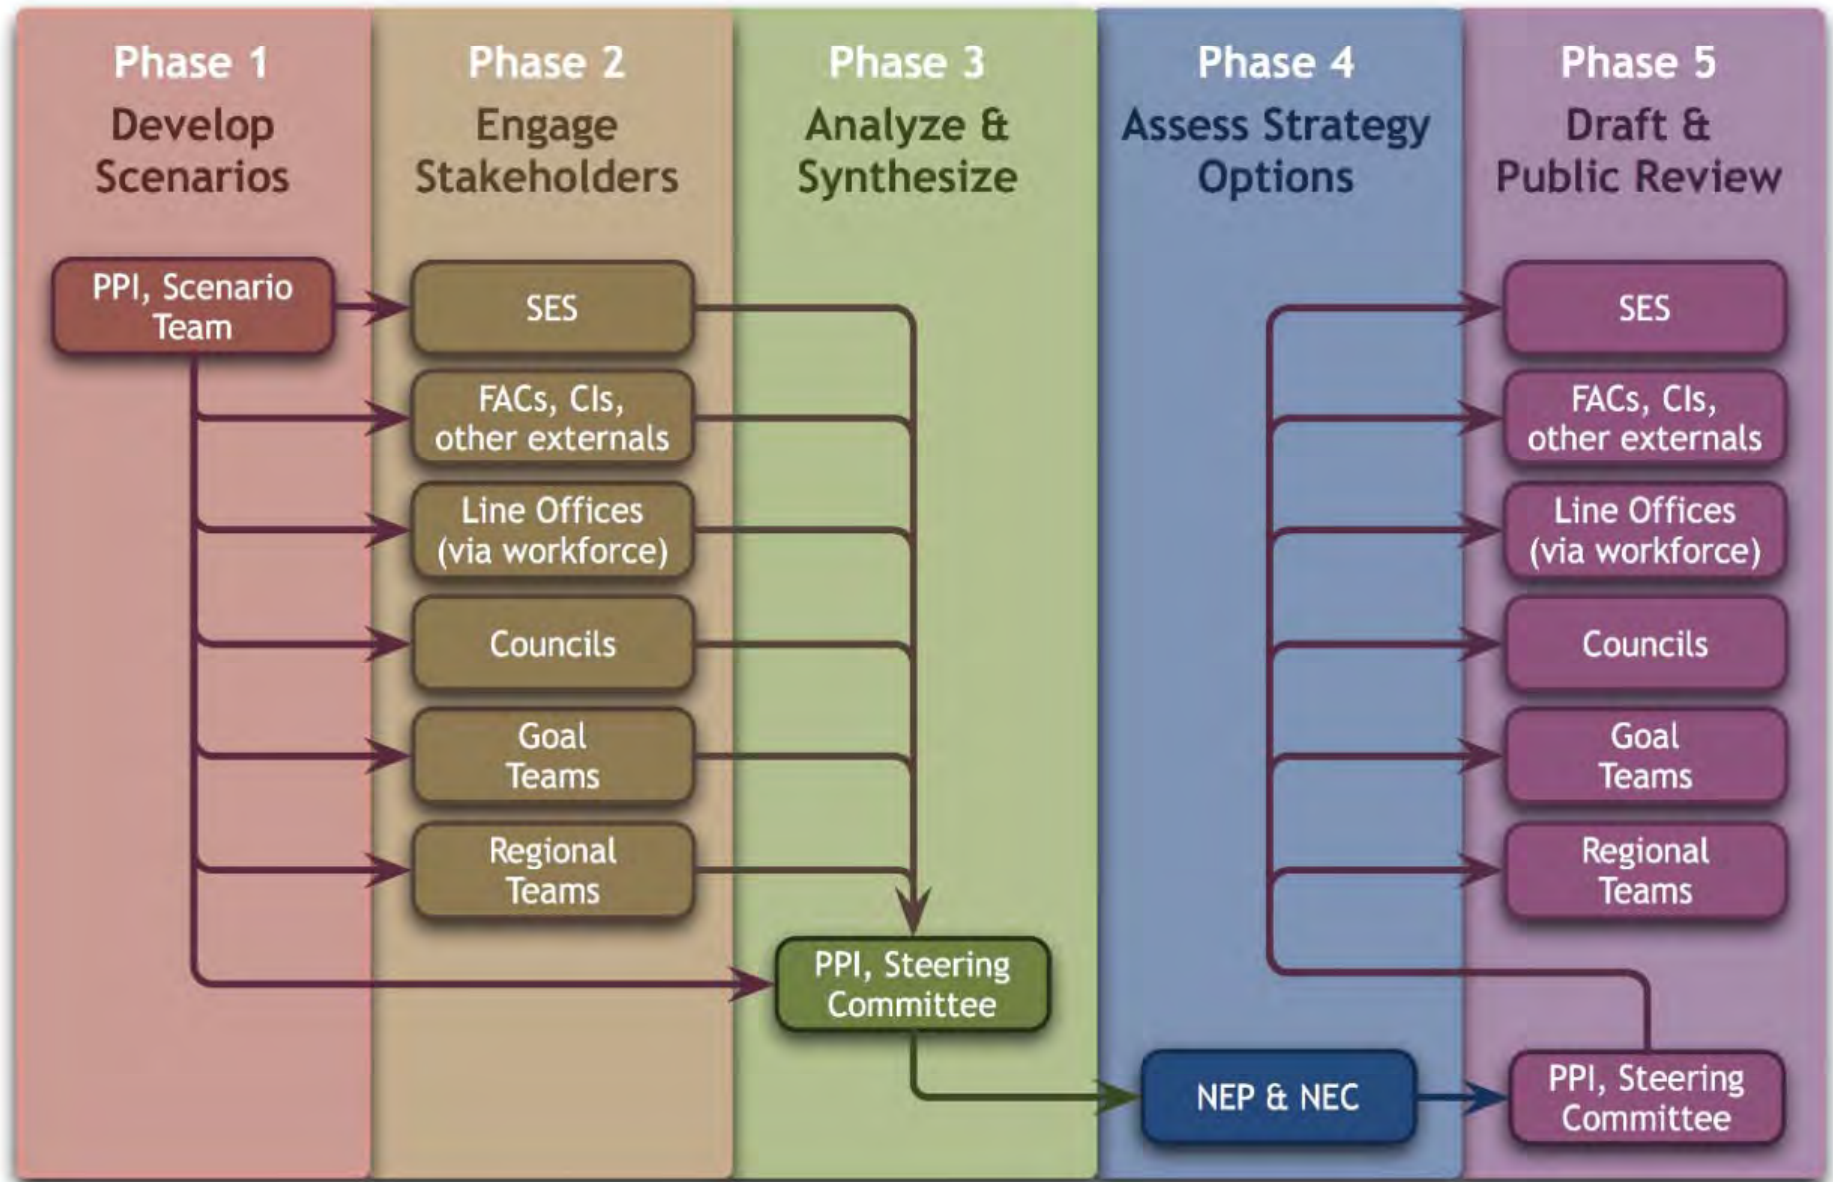 Phase 1
Develop
Scenarios
PPI, Scenario
Team
Phase 2
Engage
Stakeholders
SES
FACs, CIs,
other externals
Line Offices
(via workforce)
Councils
Goal
Teams
Regional
Teams
Phase 3
Analyze &
Synthesize
PPI, Steering
Committee
Phase 4
Assess Strategy
Options
NEP & NEC
Phase 5
Draft &
Public Review
SES
FACs, CIs,
other externals
Line Offices
(via workforce)
Councils
Goal
Teams
Regional
Teams
PPI, Steering
Committee